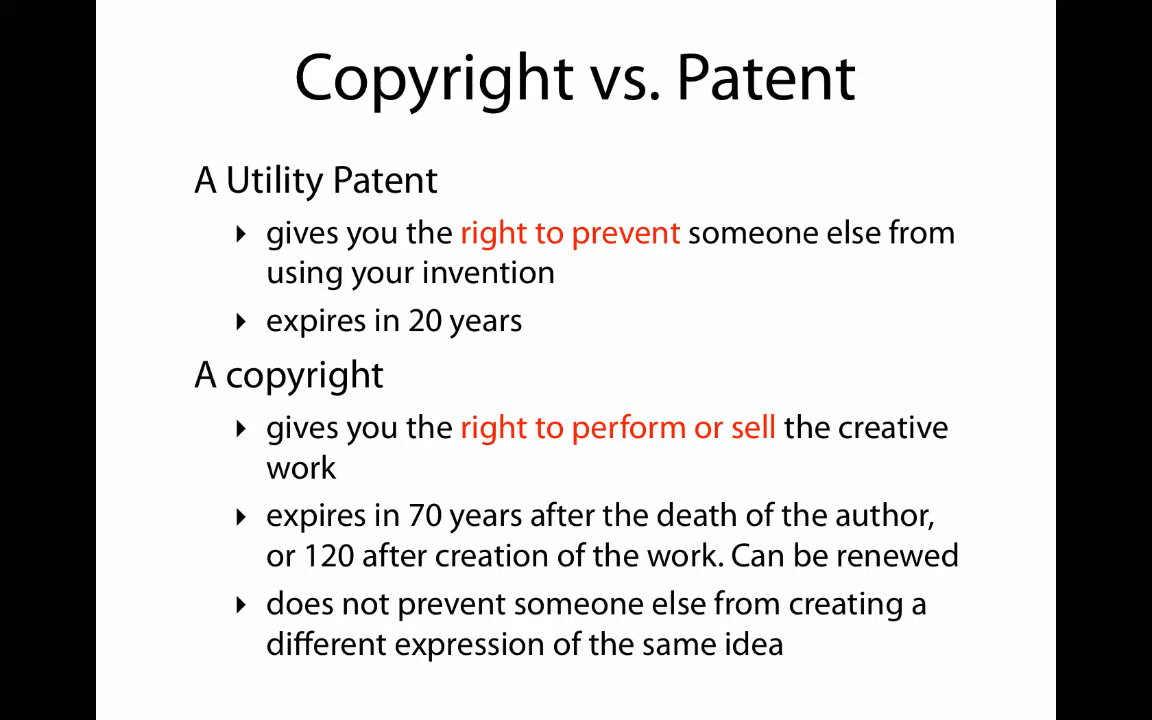 Copyright vs. Patent
A Utility Patent
gives you the right to prevent someone else from
using your invention
expires in 20 years
A copyright
gives you the right to perform or sell the creative
work
expires in 70 years after the death of the author,
or 120 after creation of the work. Can be renewed
does not prevent someone else from creating a
different expression of the same idea